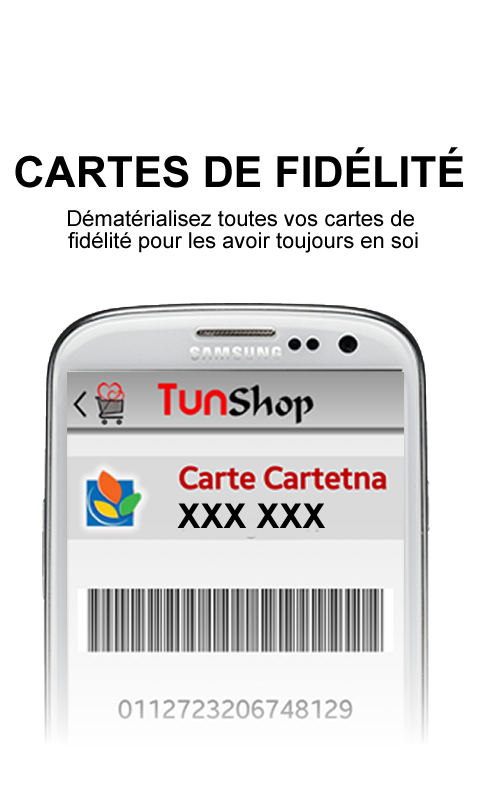 CARTES DE FIDÉLITÉ
Dématérialisez toutes vos cartes de
fidélité pour les avoir toujours en soi
SAMSUNG
TunShop
Carte Cartetna
XXX XXX
0112723206748129